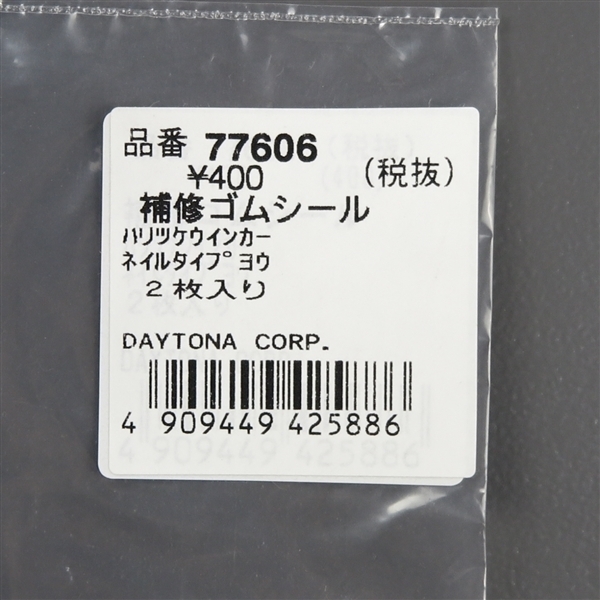 品番 77606
¥400 (税抜)
補修ゴムシール
ﾊﾘﾂｹｳｲﾝｶｰ
ﾈｲﾙﾀｲﾌﾟﾖｳ
2枚入り
DAYTONA CORP.
4 909449 425886